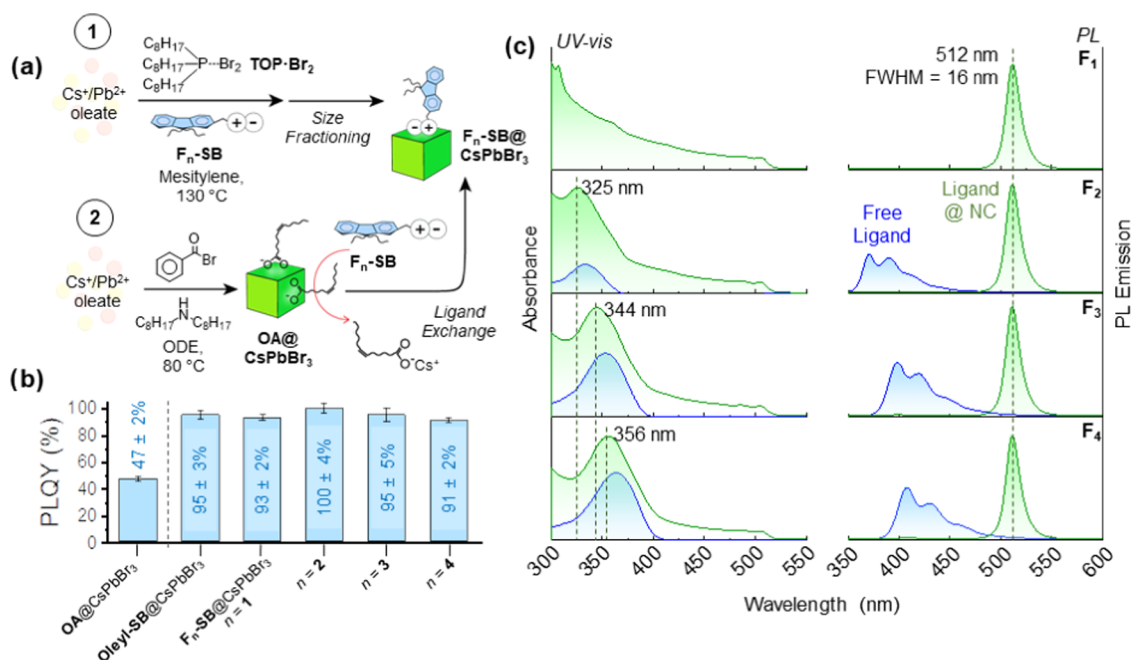 (a)
1
C8H17
C8H17 P···Br2 TOP·Br2
C8H17
Cs⁺/Pb²⁺
oleate
+ −
Fn-SB
Mesitylene,
130 °C
Size
Fractioning
− +
Fn-SB@
CsPbBr3
2
Cs⁺/Pb²⁺
oleate
O
Br
H
N
C8H17 C8H17
ODE,
80 °C
OA@
CsPbBr3
+ −
Fn-SB
Ligand
Exchange
O
O⁻ Cs⁺
(b)
PLQY (%)
100
80
60
40
20
0
47 ± 2%
95 ± 3%
93 ± 2%
100 ± 4%
95 ± 5%
91 ± 2%
OA@CsPbBr3
Oleyl-SB@CsPbBr3
Fn-SB@CsPbBr3
n = 1
n = 2
n = 3
n = 4
(c)
UV-vis
PL
512 nm
FWHM = 16 nm
F1
325 nm
Free
Ligand
Ligand
@ NC
F2
344 nm
F3
356 nm
F4
Absorbance
PL Emission
300 350 400 450 500 550
350 400 450 500 550 600
Wavelength (nm)